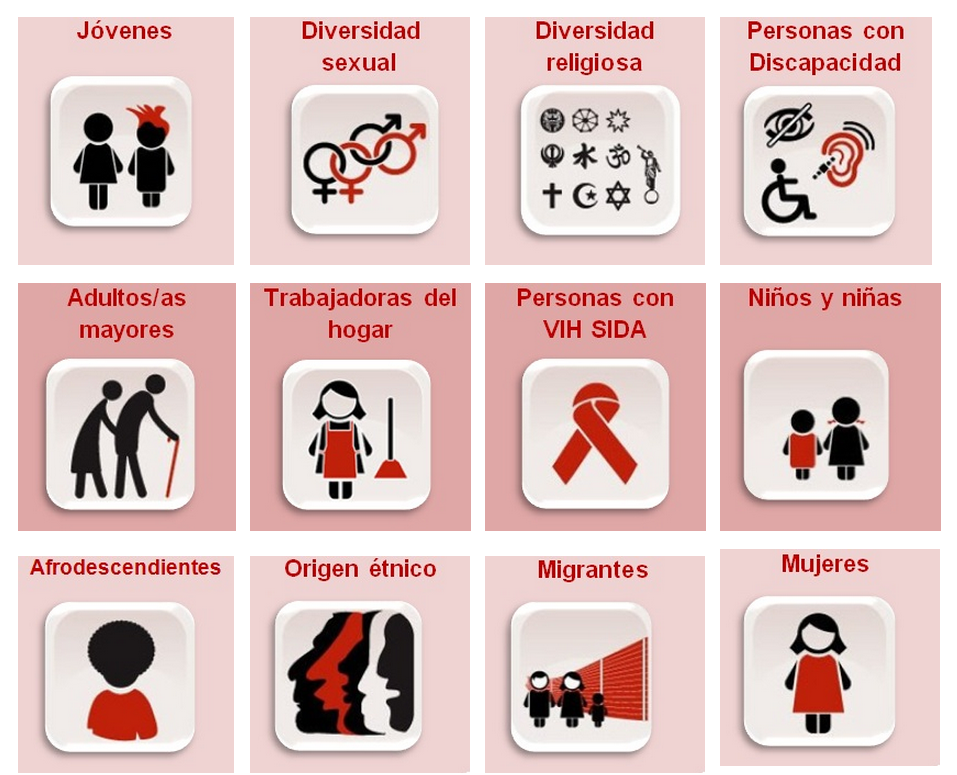 Jóvenes
Diversidad
sexual
Diversidad
religiosa
Personas con
Discapacidad
Adultos/as
mayores
Trabajadoras del
hogar
Personas con
VIH SIDA
Niños y niñas
Afrodescendientes
Origen étnico
Migrantes
Mujeres